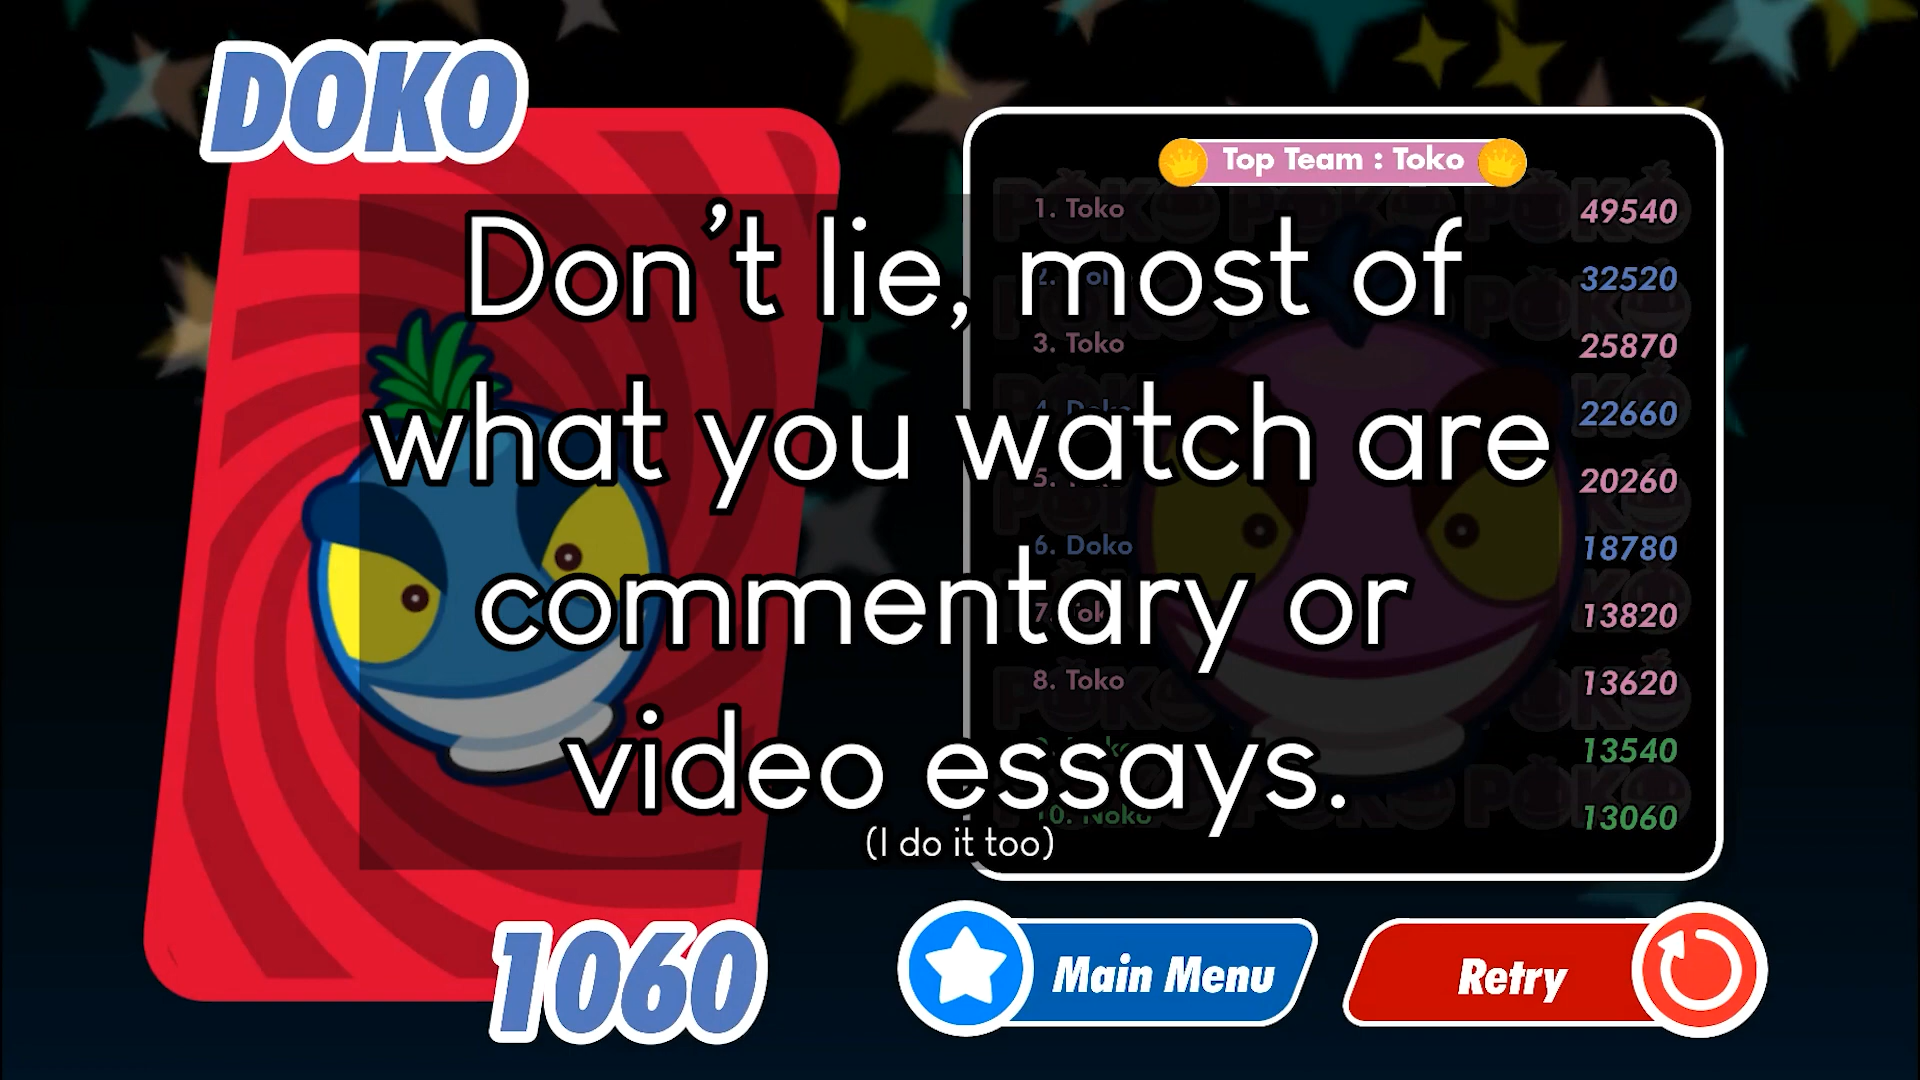 DOKO
Top Team : Toko
1. Toko 49540
32520
3. Toko 25870
22660
20260
6. Doko 18780
13820
8. Toko 13620
13540
10. Noko 13060
Don't lie, most of
what you watch are
commentary or
video essays.
(I do it too)
1060
Main Menu
Retry